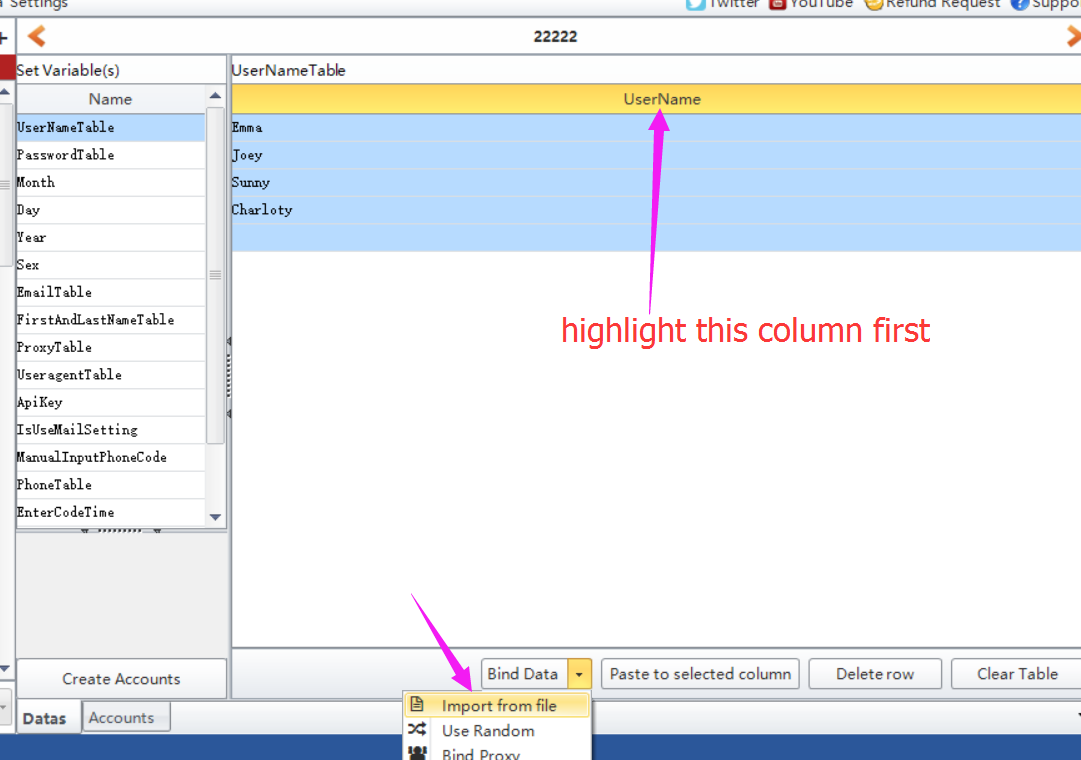 Settings
Twitter YouTube Refund Request
22222
Set Variable(s)
UserNameTable
Name
UserName
UserNameTable
Emma
PasswordTable
Joey
Month
Sunny
Day
Charloty
Year
Sex
EmailTable
FirstAndLastNameTable
highlight this column first
ProxyTable
UseragentTable
ApiKey
IsUseMailSetting
ManualInputPhoneCode
PhoneTable
EnterCodeTime
Create Accounts
Bind Data
Paste to selected column
Delete row
Clear Table
Datas
Accounts
Import from file
Use Random
Bind Proxy